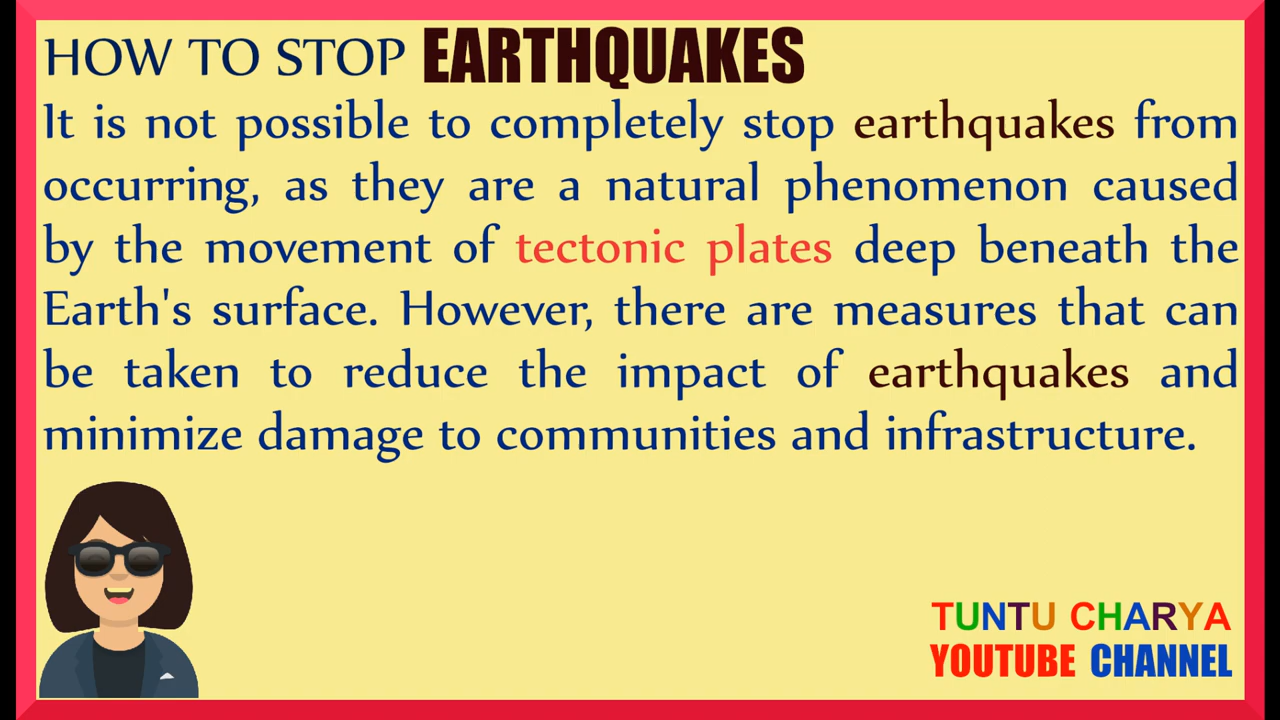 HOW TO STOP EARTHQUAKES
It is not possible to completely stop earthquakes from
occurring, as they are a natural phenomenon caused
by the movement of tectonic plates deep beneath the
Earth's surface. However, there are measures that can
be taken to reduce the impact of earthquakes and
minimize damage to communities and infrastructure.
TUNTU CHARYA
YOUTUBE CHANNEL